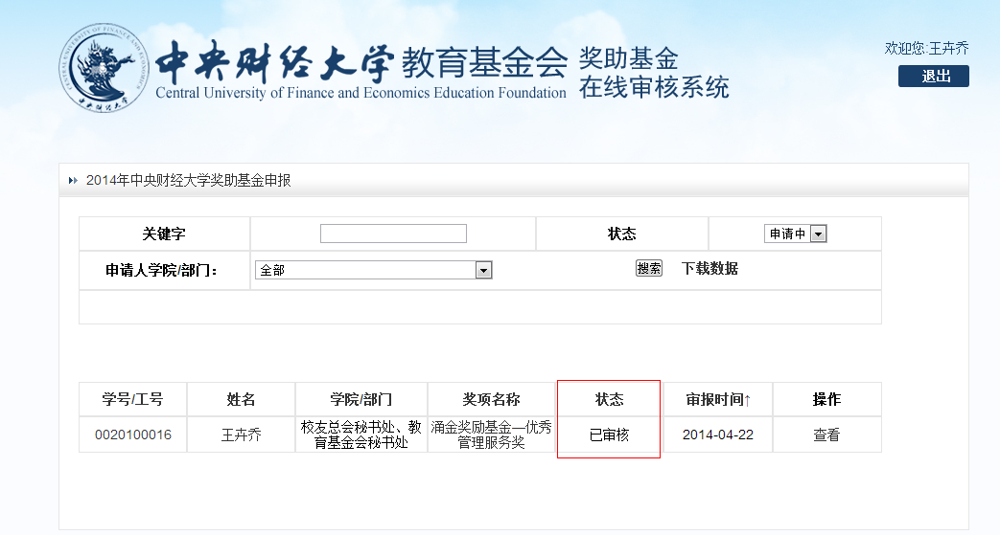 中央财经大学 教育基金会 奖助基金
Central University of Finance and Economics Education Foundation 在线审核系统
欢迎您:王卉乔
退出
2014年中央财经大学奖助基金申报
关键字 状态 申请中
申请人学院/部门： 全部 搜索 下载数据
学号/工号 姓名 学院/部门 奖项名称 状态 审报时间↑ 操作
0020100016 王卉乔 校友总会秘书处、教 涌金奖励基金—优秀 已审核 2014-04-22 查看
育基金会秘书处 管理服务奖